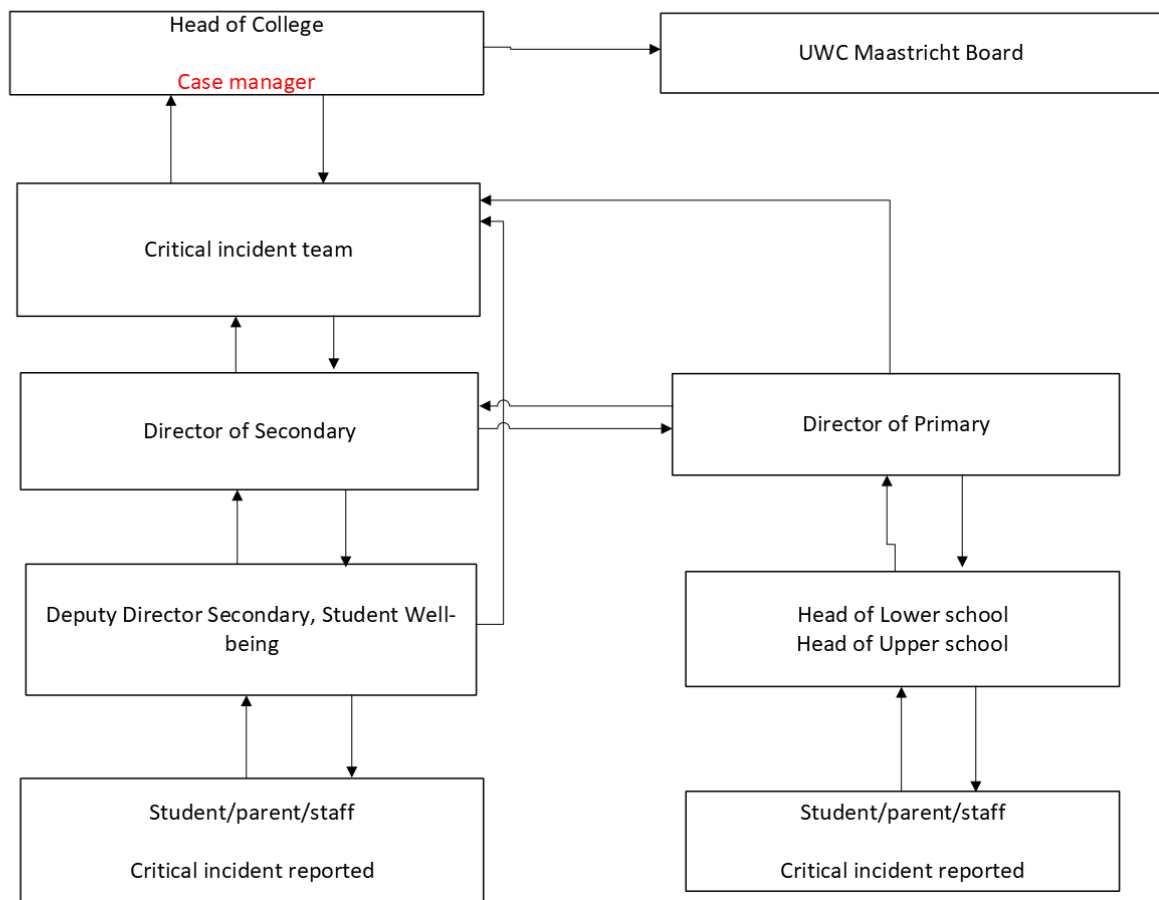 Head of College
Case manager
UWC Maastricht Board
Critical incident team
Director of Secondary
Director of Primary
Deputy Director Secondary, Student Well-
being
Head of Lower school
Head of Upper school
Student/parent/staff
Critical incident reported
Student/parent/staff
Critical incident reported